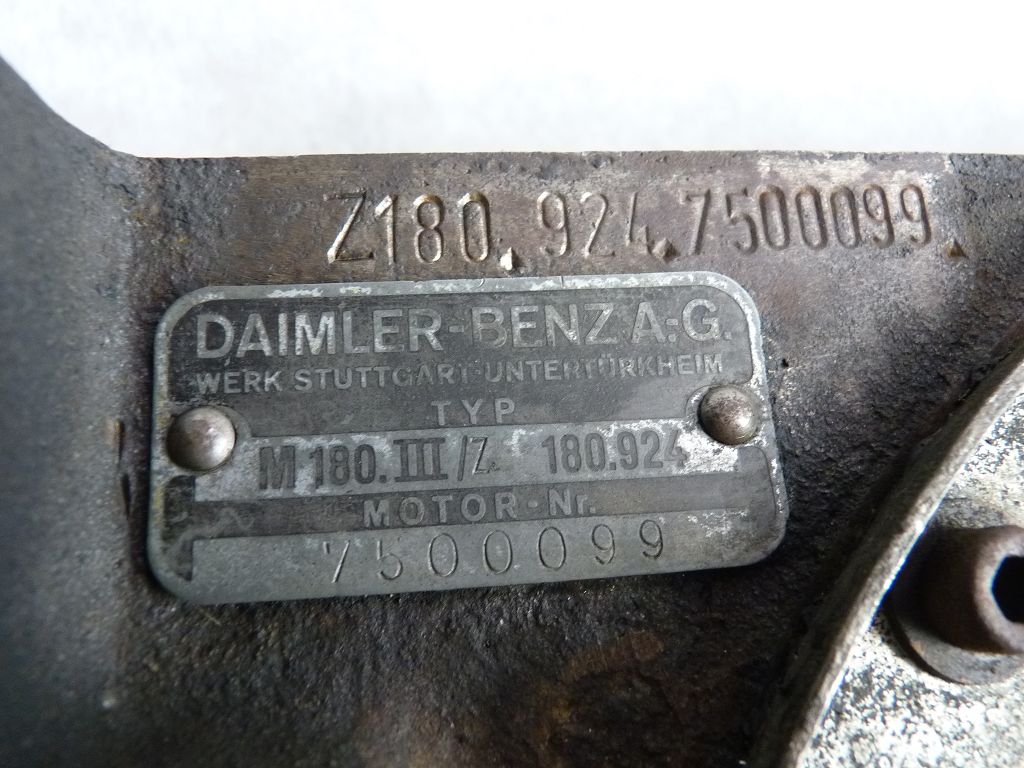 Z180.924.7500099.
DAIMLER-BENZ A.-G.
WERK STUTTGART-UNTERTÜRKHEIM
TYP
M 180.III/Z 180.924
MOTOR-Nr.
7500099